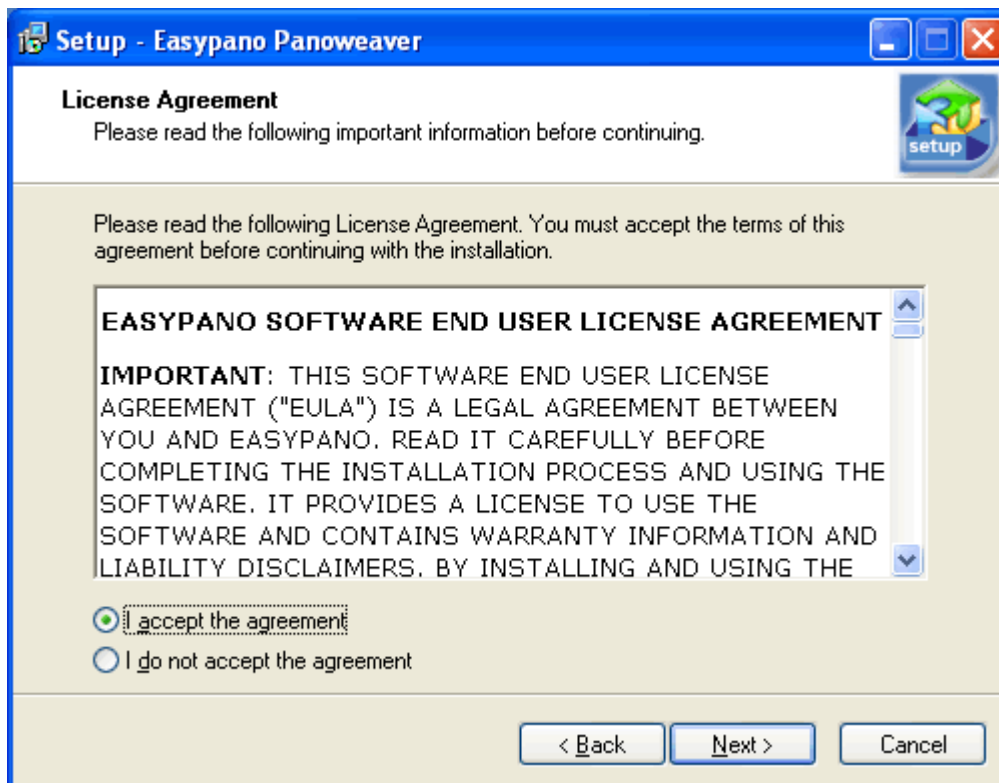 Setup - Easypano Panoweaver
License Agreement
Please read the following important information before continuing.
setup
Please read the following License Agreement. You must accept the terms of this
agreement before continuing with the installation.
EASYPANO SOFTWARE END USER LICENSE AGREEMENT
IMPORTANT: THIS SOFTWARE END USER LICENSE
AGREEMENT ("EULA") IS A LEGAL AGREEMENT BETWEEN
YOU AND EASYPANO. READ IT CAREFULLY BEFORE
COMPLETING THE INSTALLATION PROCESS AND USING THE
SOFTWARE. IT PROVIDES A LICENSE TO USE THE
SOFTWARE AND CONTAINS WARRANTY INFORMATION AND
LIABILITY DISCLAIMERS. BY INSTALLING AND USING THE
I accept the agreement
I do not accept the agreement
< Back
Next >
Cancel